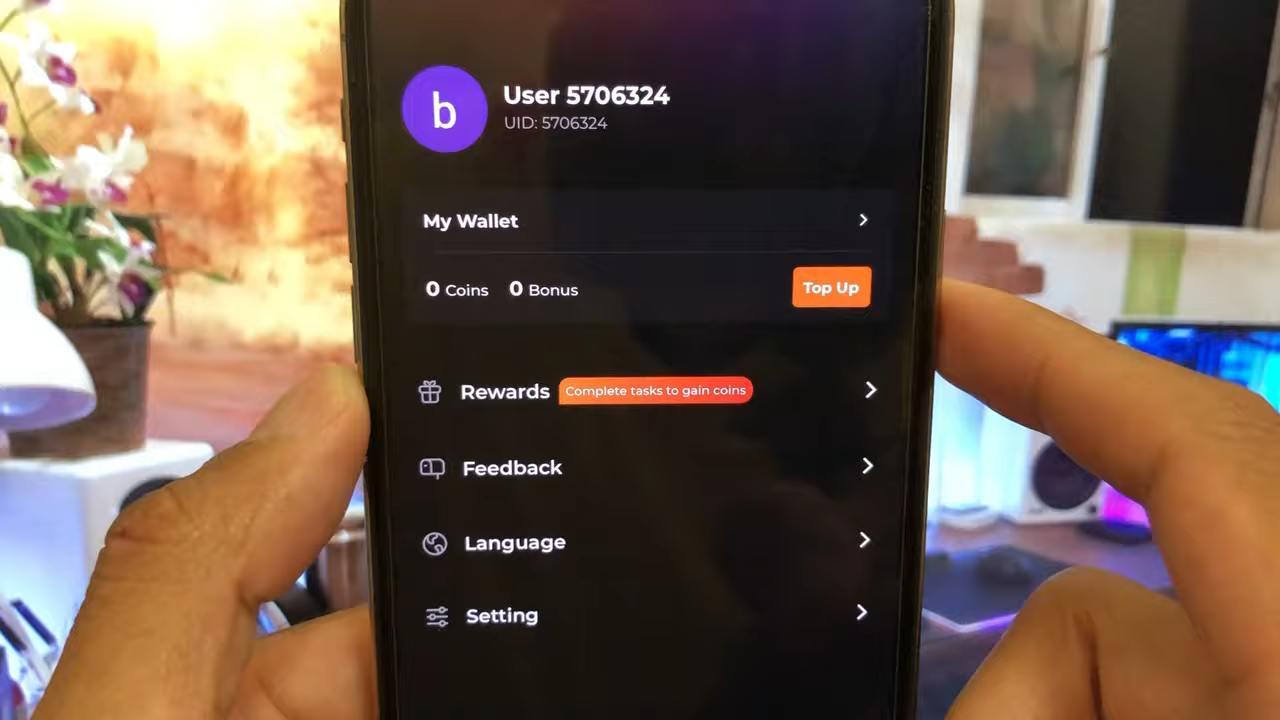 b
User 5706324
UID: 5706324
My Wallet
0 Coins 0 Bonus
Top Up
Rewards Complete tasks to gain coins
Feedback
Language
Setting